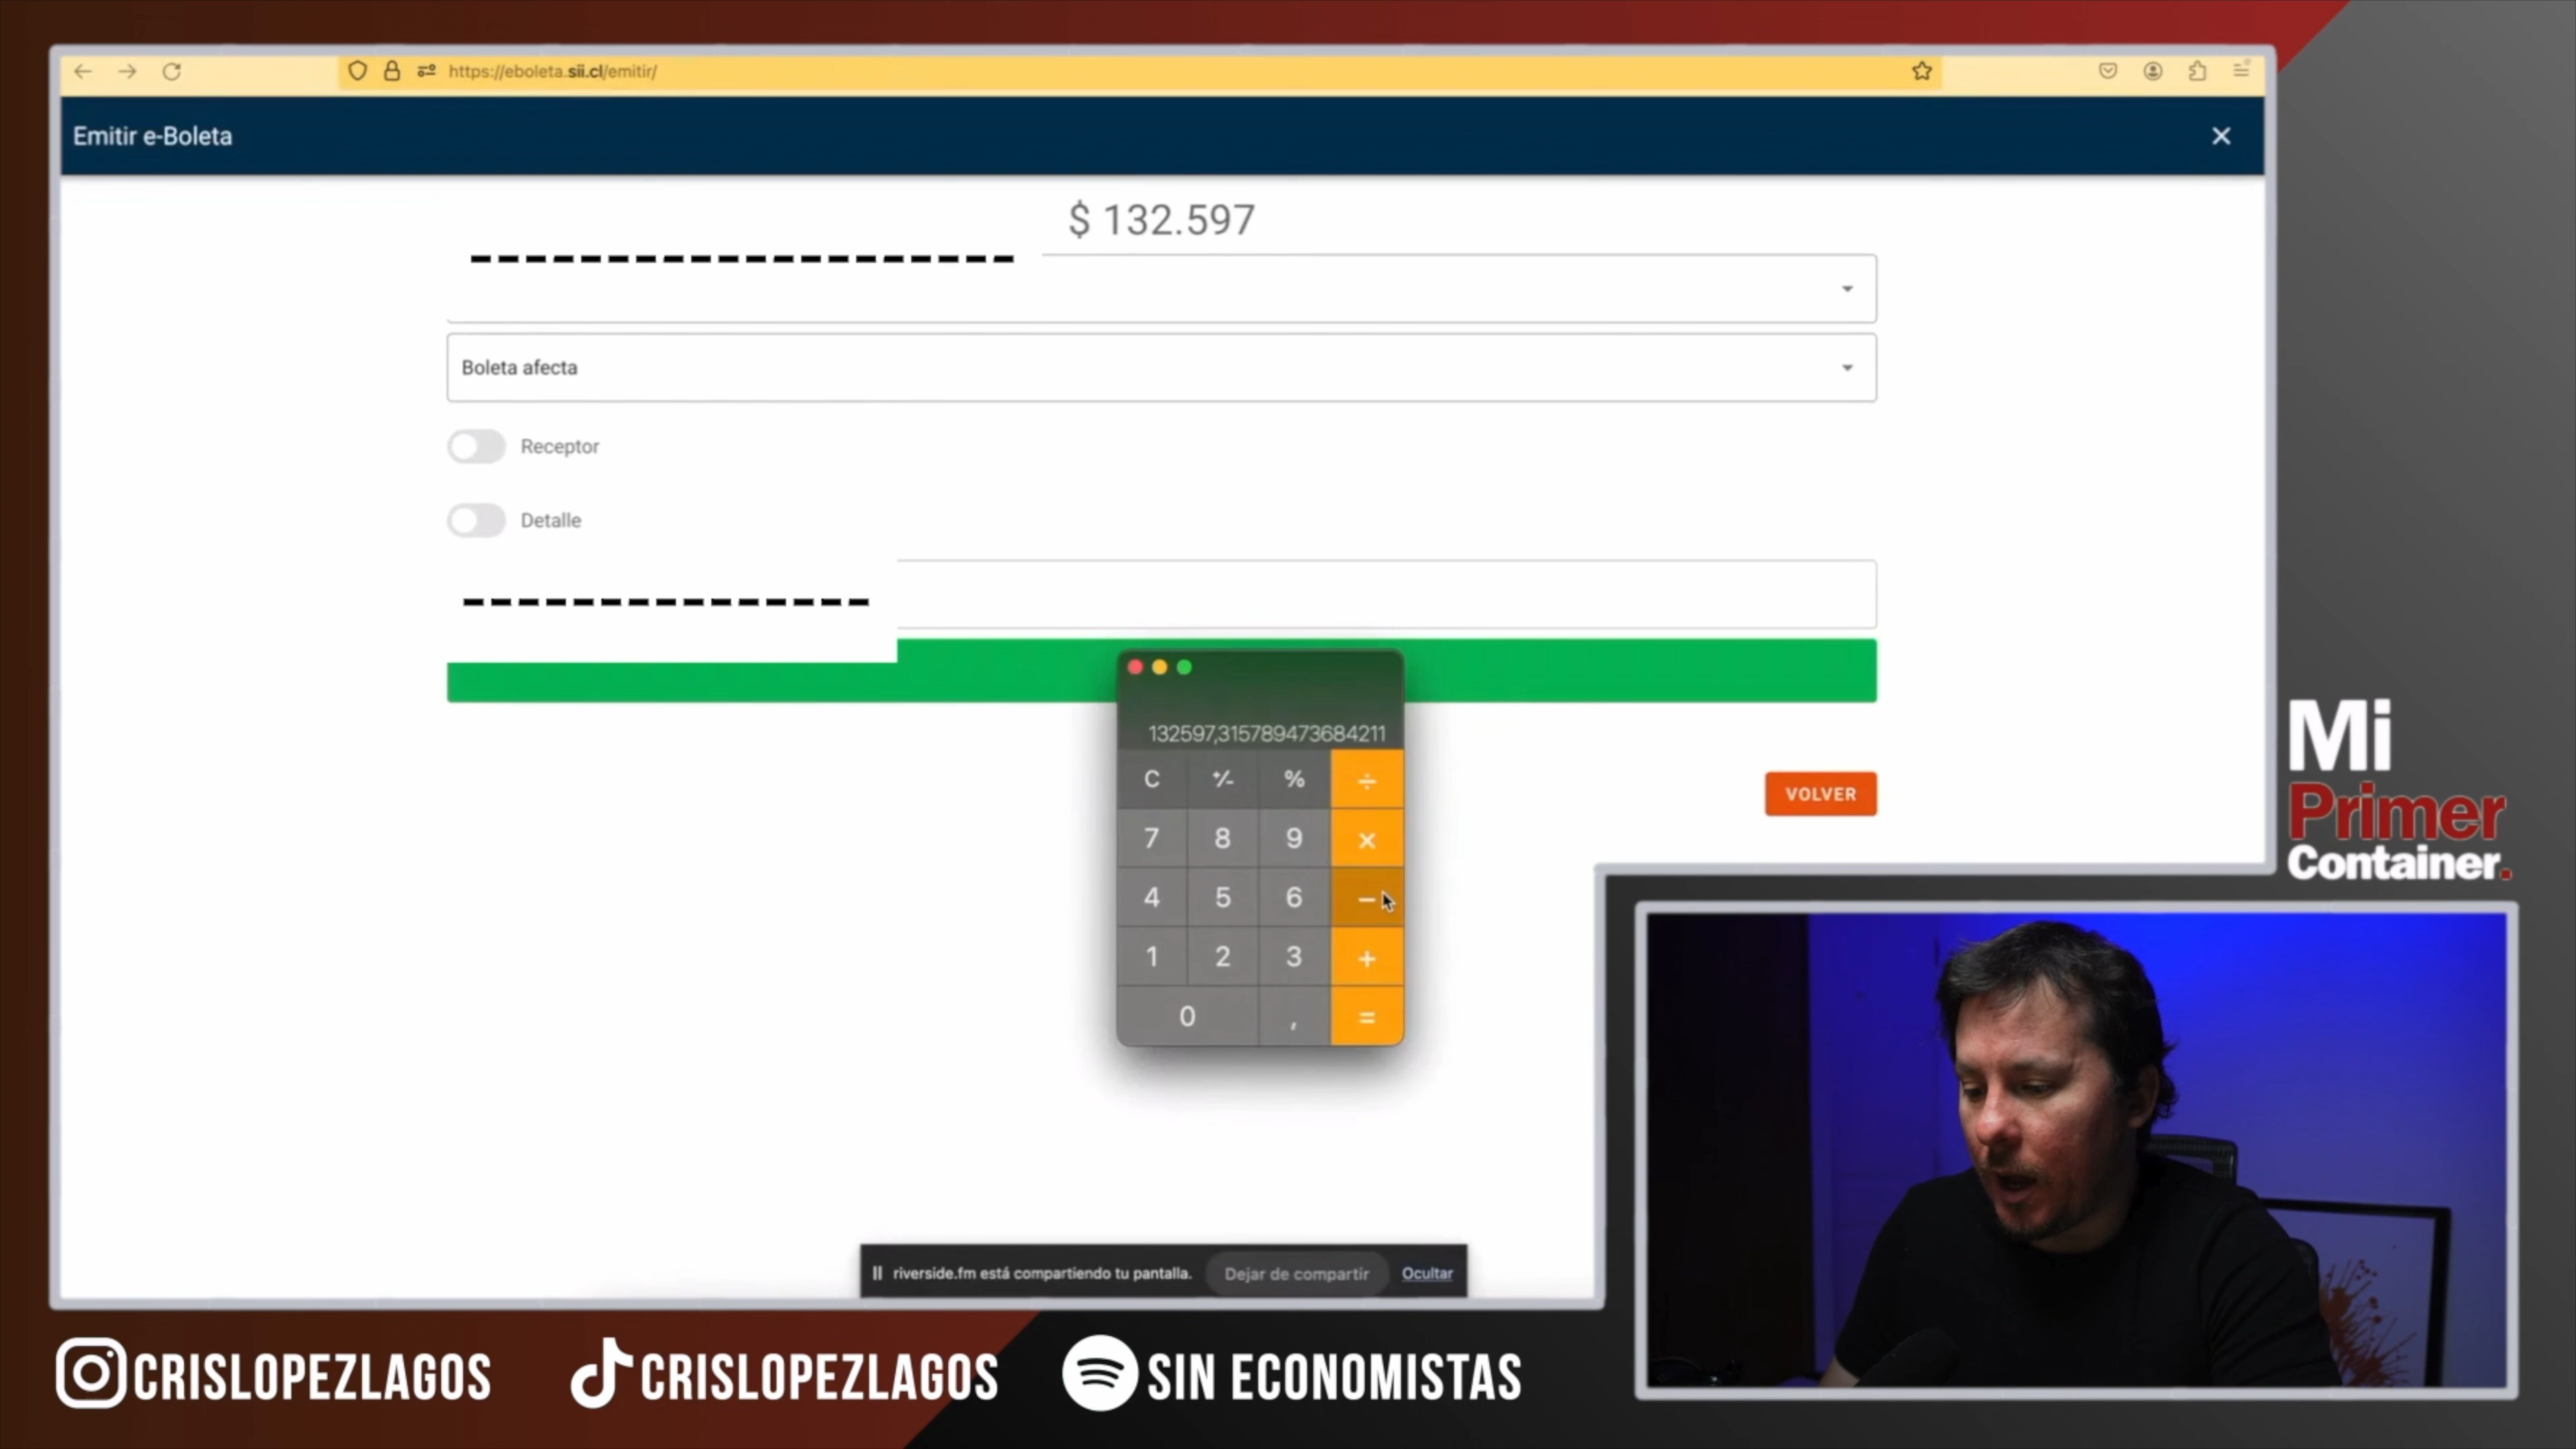 https://eboleta.sii.cl/emitir/
Emitir e-Boleta
$ 132.597
Boleta afecta
Receptor
Detalle
132597,315789473684211
C +/- % ÷
7 8 9 ×
4 5 6 −
1 2 3 +
0 , =
VOLVER
Mi
Primer
Container.
riverside.fm está compartiendo tu pantalla. Dejar de compartir Ocultar
CRISLOPEZLAGOS CRISLOPEZLAGOS SIN ECONOMISTAS